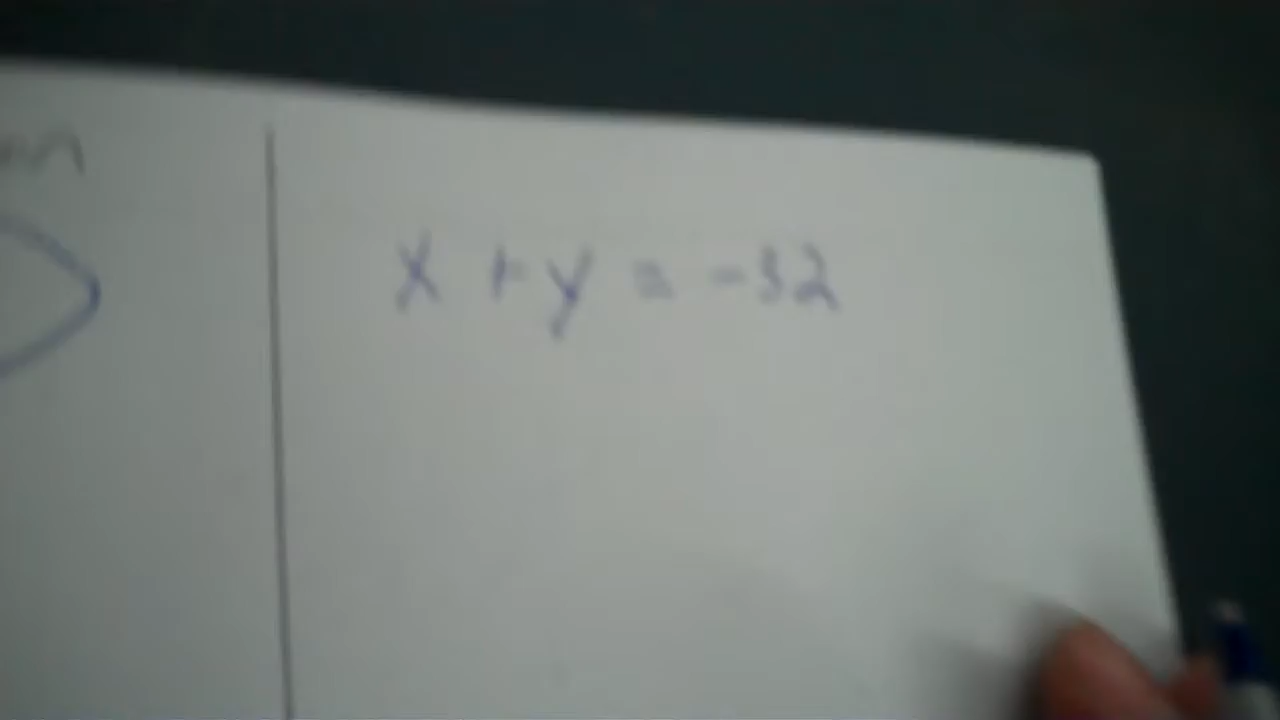 x + y = -32